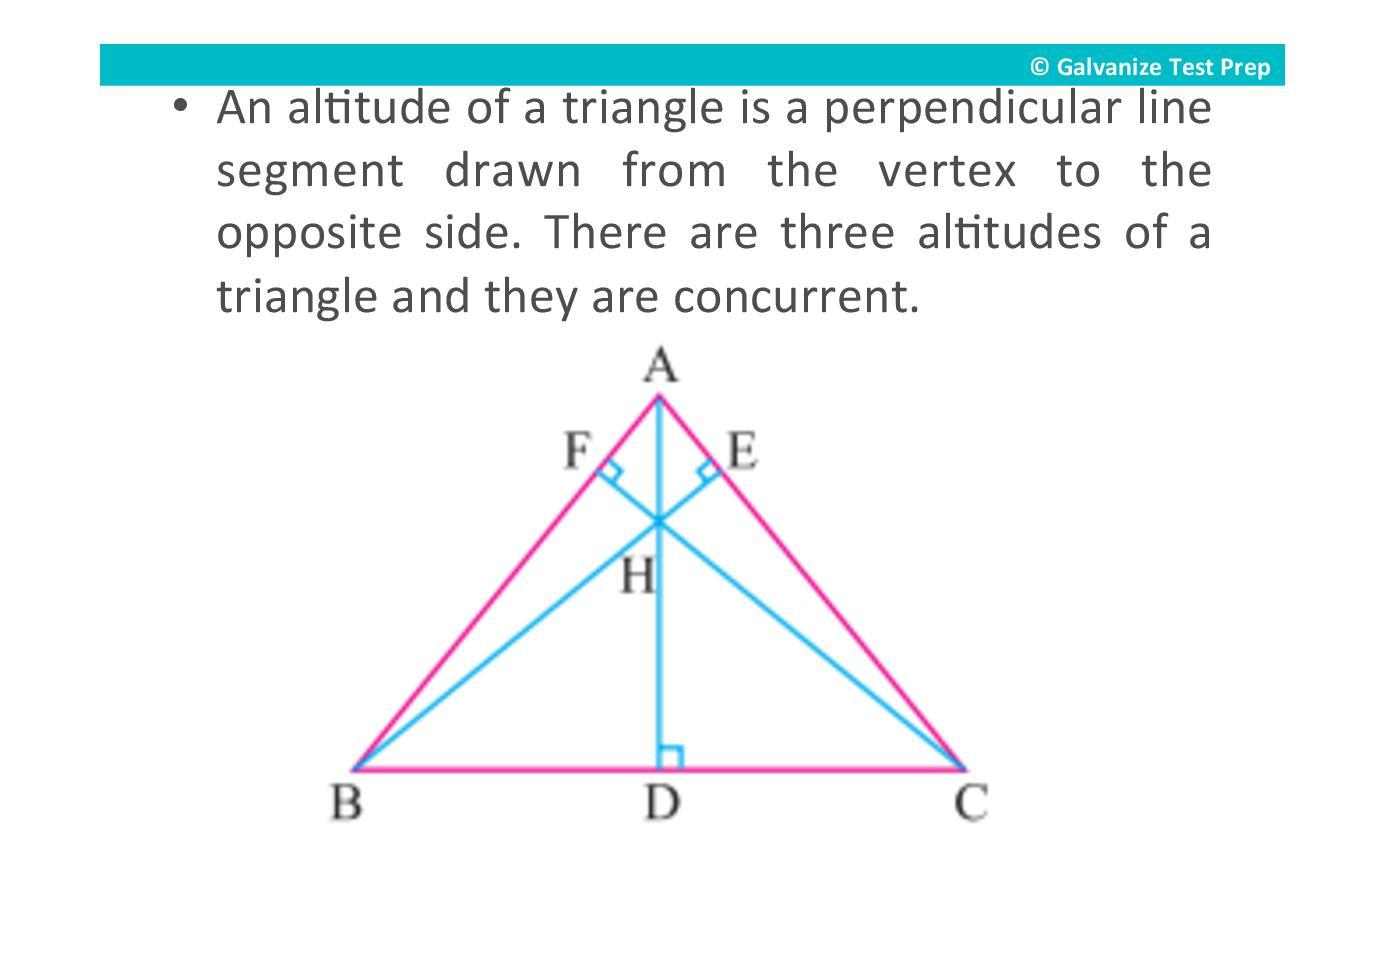 © Galvanize Test Prep
• An altitude of a triangle is a perpendicular line
segment drawn from the vertex to the
opposite side. There are three altitudes of a
triangle and they are concurrent.
A
F E
H
B D C